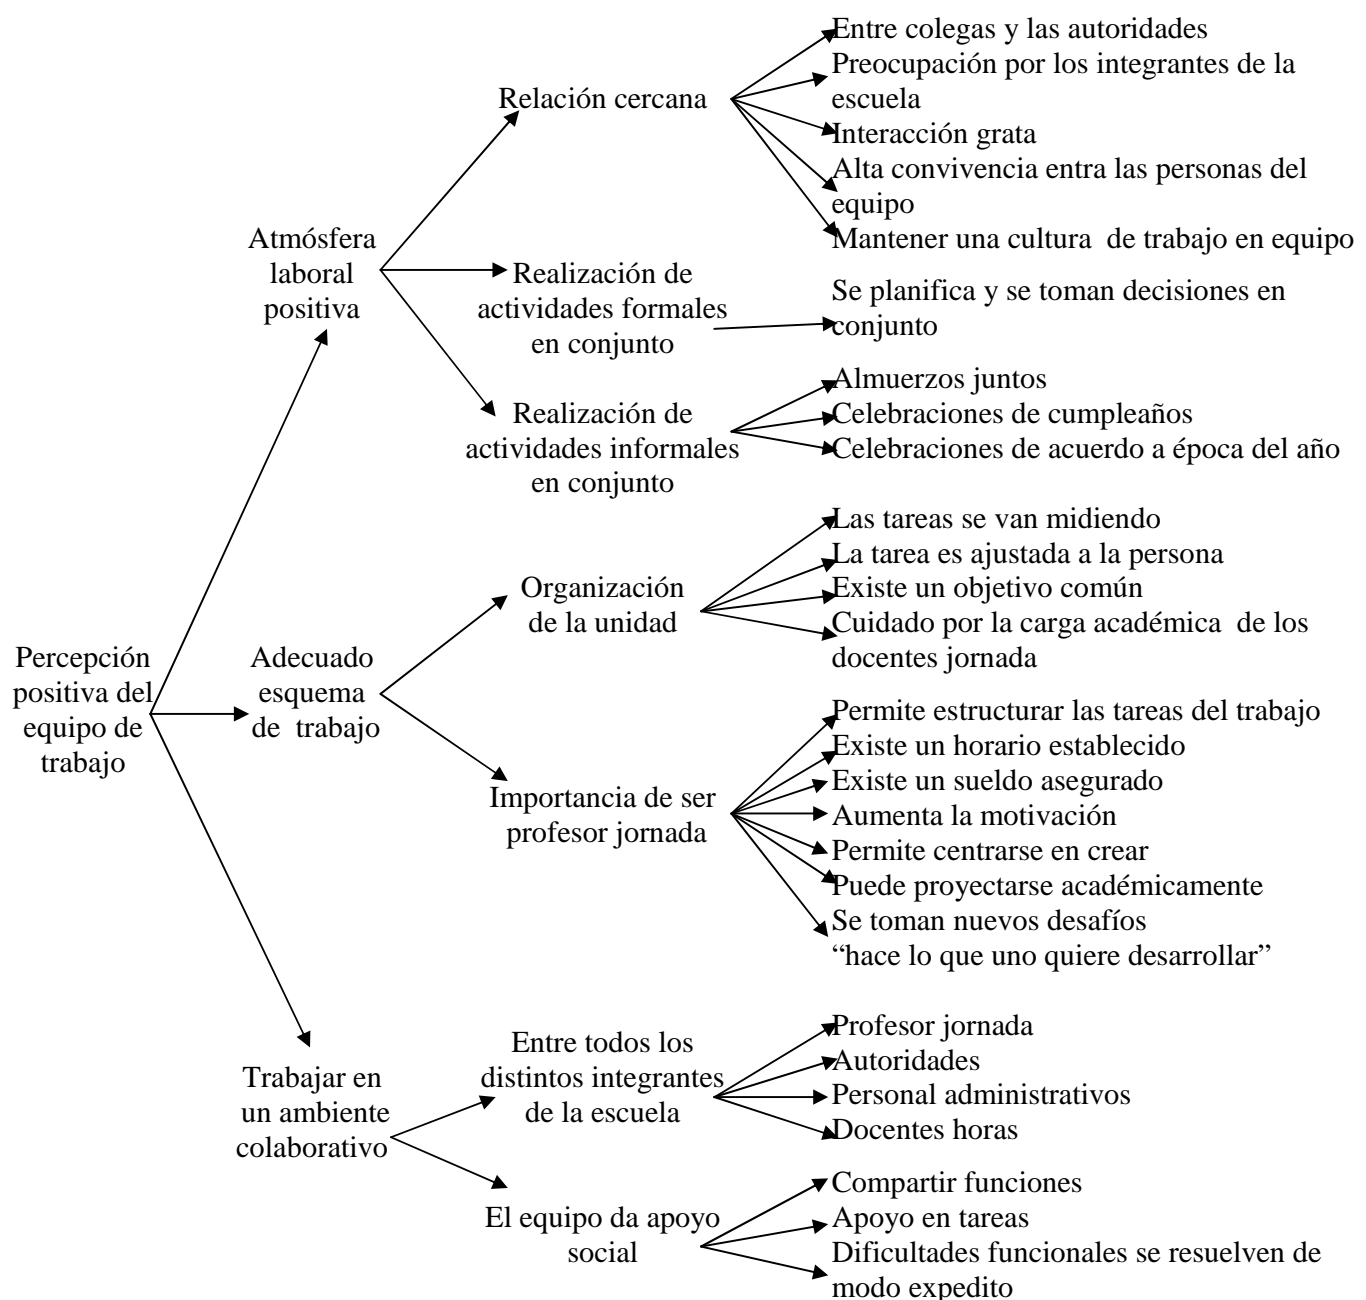 Entre colegas y las autoridades
Preocupación por los integrantes de la
escuela
Relación cercana
Interacción grata
Alta convivencia entra las personas del
equipo
Mantener una cultura de trabajo en equipo
Atmósfera
laboral
positiva
Realización de
actividades formales
en conjunto
Se planifica y se toman decisiones en
conjunto
Realización de
actividades informales
en conjunto
Almuerzos juntos
Celebraciones de cumpleaños
Celebraciones de acuerdo a época del año
Percepción
positiva del
equipo de
trabajo
Adecuado
esquema
de trabajo
Organización
de la unidad
Las tareas se van midiendo
La tarea es ajustada a la persona
Existe un objetivo común
Cuidado por la carga académica de los
docentes jornada
Importancia de ser
profesor jornada
Permite estructurar las tareas del trabajo
Existe un horario establecido
Existe un sueldo asegurado
Aumenta la motivación
Permite centrarse en crear
Puede proyectarse académicamente
Se toman nuevos desafíos
“hace lo que uno quiere desarrollar”
Trabajar en
un ambiente
colaborativo
Entre todos los
distintos integrantes
de la escuela
Profesor jornada
Autoridades
Personal administrativos
Docentes horas
El equipo da apoyo
social
Compartir funciones
Apoyo en tareas
Dificultades funcionales se resuelven de
modo expedito